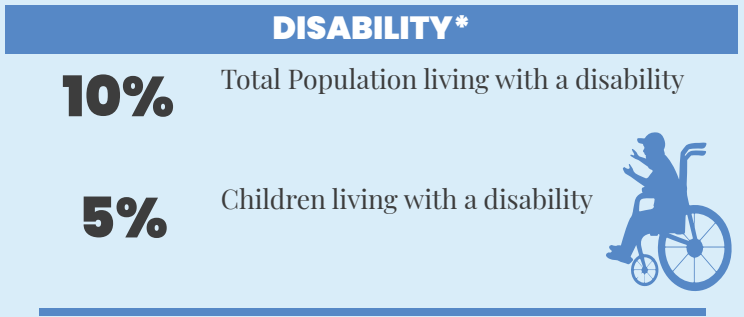 DISABILITY*
10% Total Population living with a disability
5% Children living with a disability